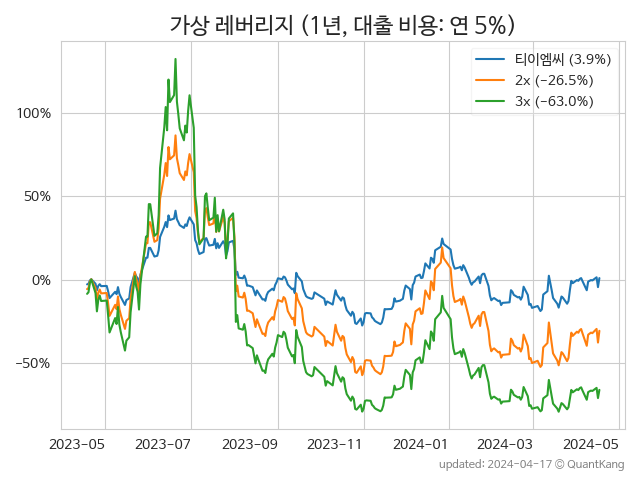 가상 레버리지 (1년, 대출 비용: 연 5%)
티이엠씨 (3.9%)
2x (−26.5%)
3x (−63.0%)
100%
50%
0%
−50%
2023-05 2023-07 2023-09 2023-11 2024-01 2024-03 2024-05
updated: 2024-04-17 © QuantKang